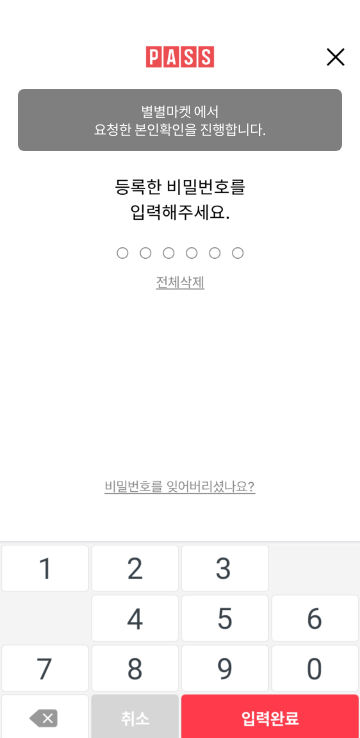 PASS
별별마켓 에서
요청한 본인확인을 진행합니다.
등록한 비밀번호를
입력해주세요.
전체삭제
비밀번호를 잊어버리셨나요?
1 2 3
4 5 6
7 8 9 0
취소 입력완료